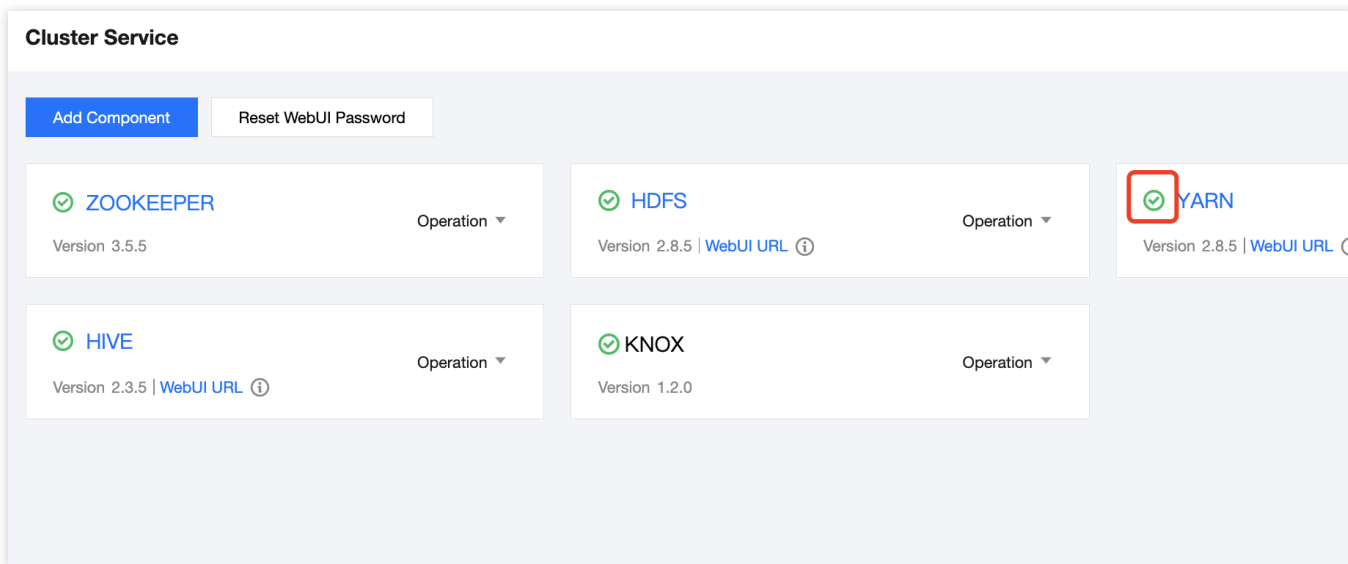 Cluster Service
Add Component
Reset WebUI Password
ZOOKEEPER
Operation
Version 3.5.5
HDFS
Operation
Version 2.8.5 | WebUI URL
YARN
Version 2.8.5 | WebUI URL
HIVE
Operation
Version 2.3.5 | WebUI URL
KNOX
Operation
Version 1.2.0